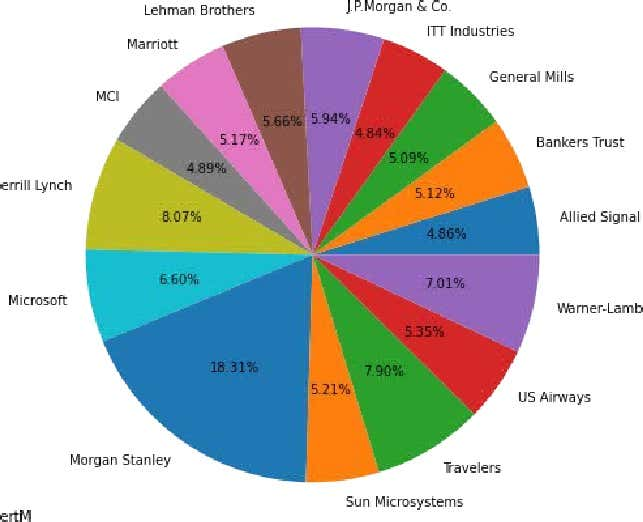 Lehman Brothers
J.P.Morgan & Co.
ITT Industries
Marriott
General Mills
MCI
Bankers Trust
5.66%
5.94%
4.84%
5.17%
5.09%
4.89%
5.12%
errill Lynch
8.07%
Allied Signal
4.86%
Microsoft
6.60%
7.01%
Warner-Lamb
5.35%
18.31%
7.90%
5.21%
US Airways
Morgan Stanley
Travelers
Sun Microsystems
ertM